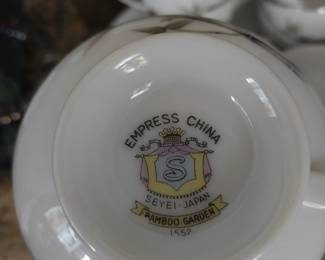 EMPRESS CHINA
S
SEYEI-JAPAN
BAMBOO GARDEN
1557